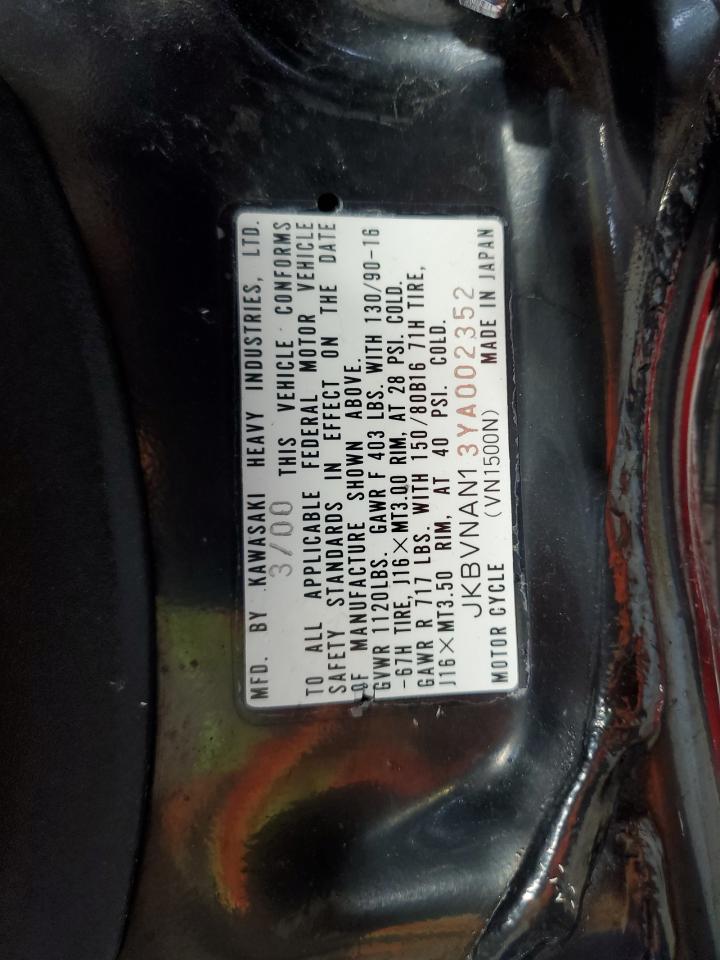 MFD. BY KAWASAKI HEAVY INDUSTRIES, LTD.
3/00 THIS VEHICLE CONFORMS
TO ALL APPLICABLE FEDERAL MOTOR VEHICLE
SAFETY STANDARDS IN EFFECT ON THE DATE
OF MANUFACTURE SHOWN ABOVE.
GVWR 1120LBS. GAWR F 403 LBS. WITH 130/90-16
-67H TIRE, J16×MT3.00 RIM, AT 28 PSI. COLD.
GAWR R 717 LBS. WITH 150/80B16 71H TIRE,
J16×MT3.50 RIM, AT 40 PSI. COLD.
JKBVNAN13YA002352
MOTOR CYCLE (VN1500N) MADE IN JAPAN